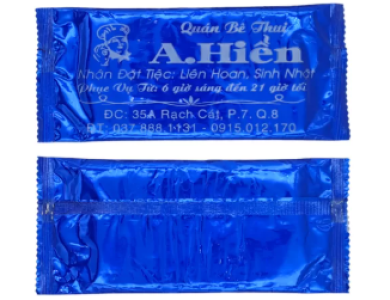 Quán Bê Thui
A.Hiền
Nhận Đặt Tiệc: Liên Hoan, Sinh Nhật
Phục Vụ Từ: 6 giờ sáng đến 21 giờ tối
ĐC: 35A Rạch Cát, P.7, Q.8
ĐT: 037.888.1131 - 0915.012.170